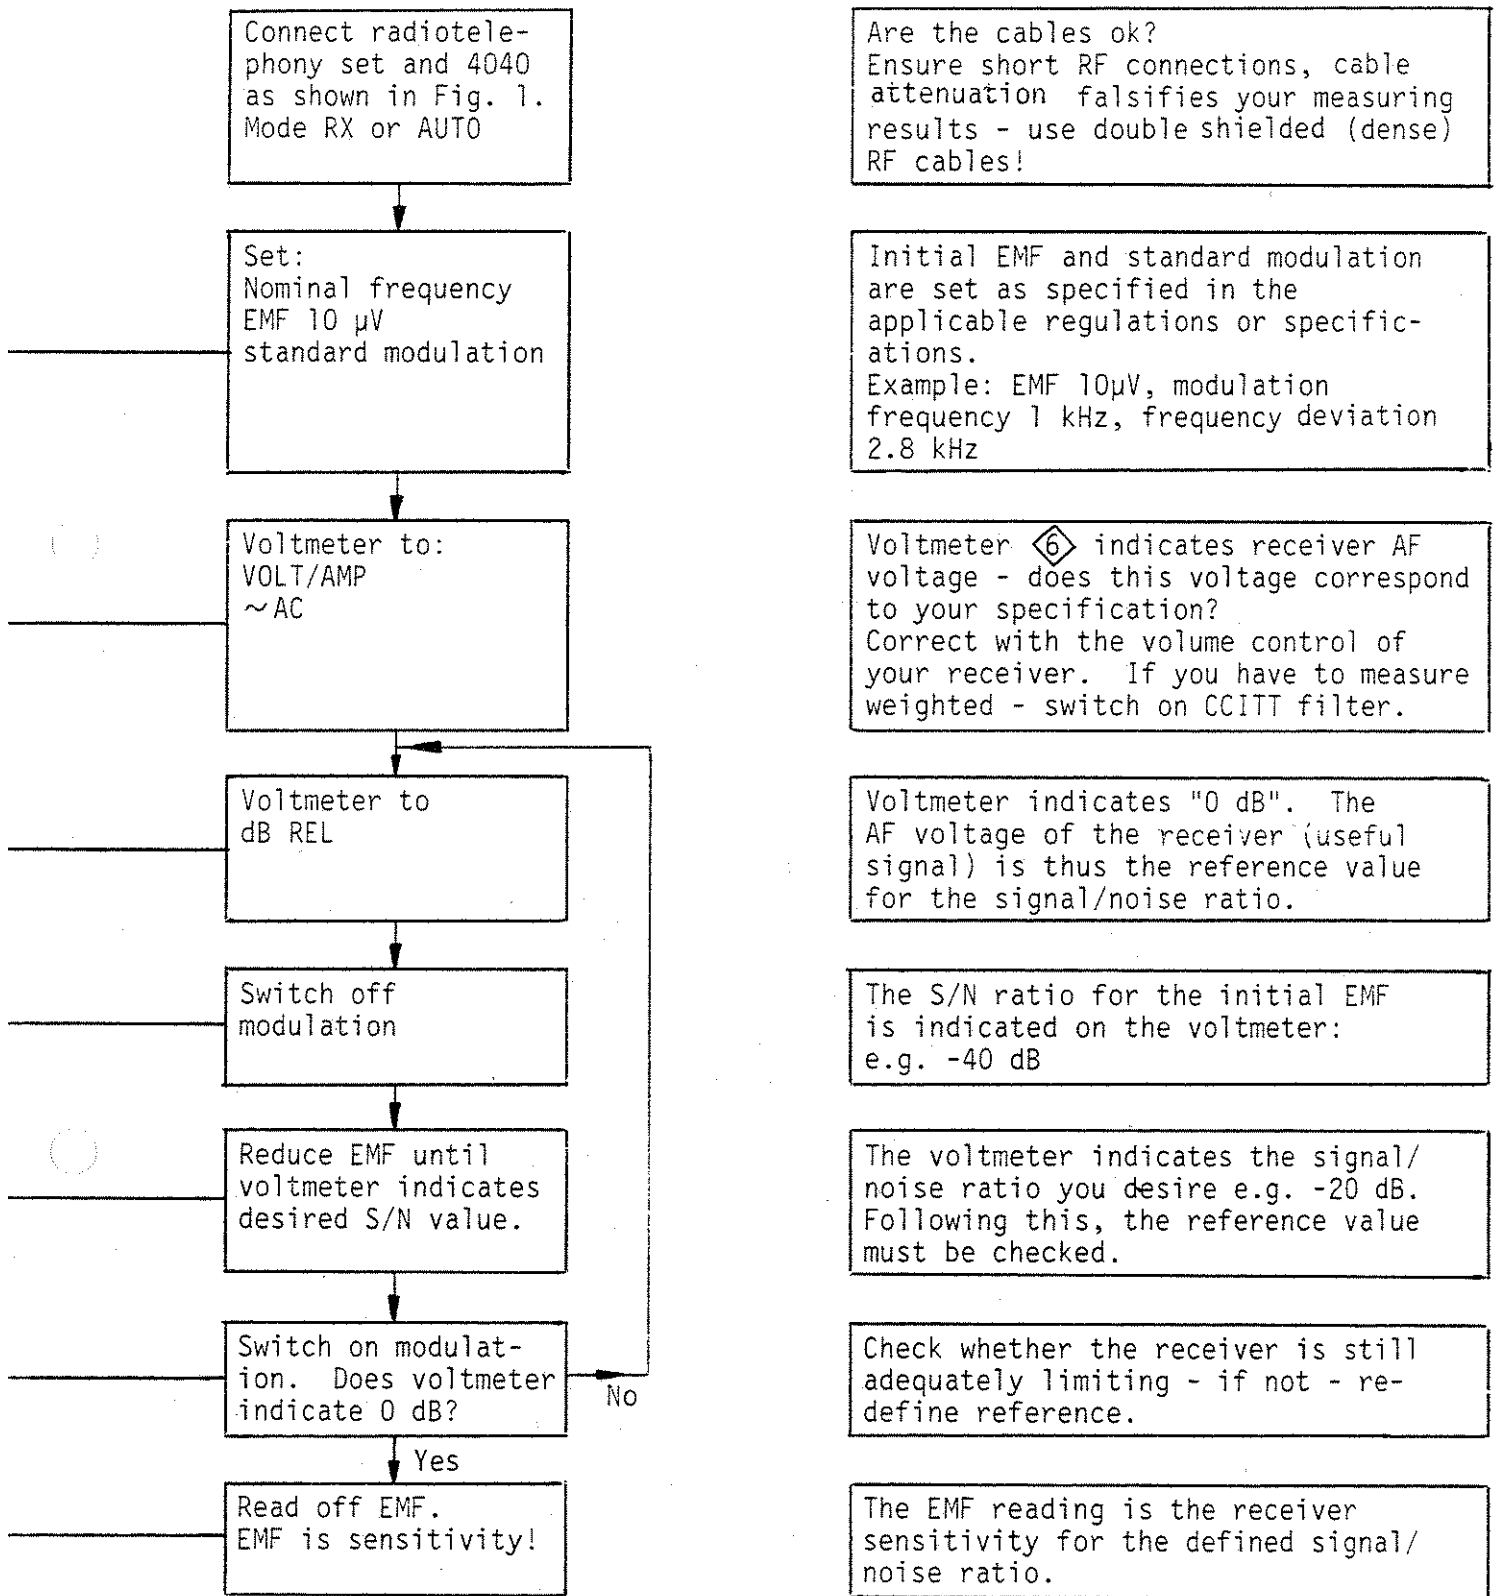 Connect radiotele-
phony set and 4040
as shown in Fig. 1.
Mode RX or AUTO
Are the cables ok?
Ensure short RF connections, cable
attenuation falsifies your measuring
results - use double shielded (dense)
RF cables!
Set:
Nominal frequency
EMF 10 µV
standard modulation
Initial EMF and standard modulation
are set as specified in the
applicable regulations or specific-
ations.
Example: EMF 10µV, modulation
frequency 1 kHz, frequency deviation
2.8 kHz
Voltmeter to:
VOLT/AMP
~AC
Voltmeter 6 indicates receiver AF
voltage - does this voltage correspond
to your specification?
Correct with the volume control of
your receiver. If you have to measure
weighted - switch on CCITT filter.
Voltmeter to
dB REL
Voltmeter indicates "0 dB". The
AF voltage of the receiver (useful
signal) is thus the reference value
for the signal/noise ratio.
Switch off
modulation
The S/N ratio for the initial EMF
is indicated on the voltmeter:
e.g. -40 dB
Reduce EMF until
voltmeter indicates
desired S/N value.
The voltmeter indicates the signal/
noise ratio you desire e.g. -20 dB.
Following this, the reference value
must be checked.
Switch on modulat-
ion. Does voltmeter
indicate 0 dB?
No
Yes
Check whether the receiver is still
adequately limiting - if not - re-
define reference.
Read off EMF.
EMF is sensitivity!
The EMF reading is the receiver
sensitivity for the defined signal/
noise ratio.